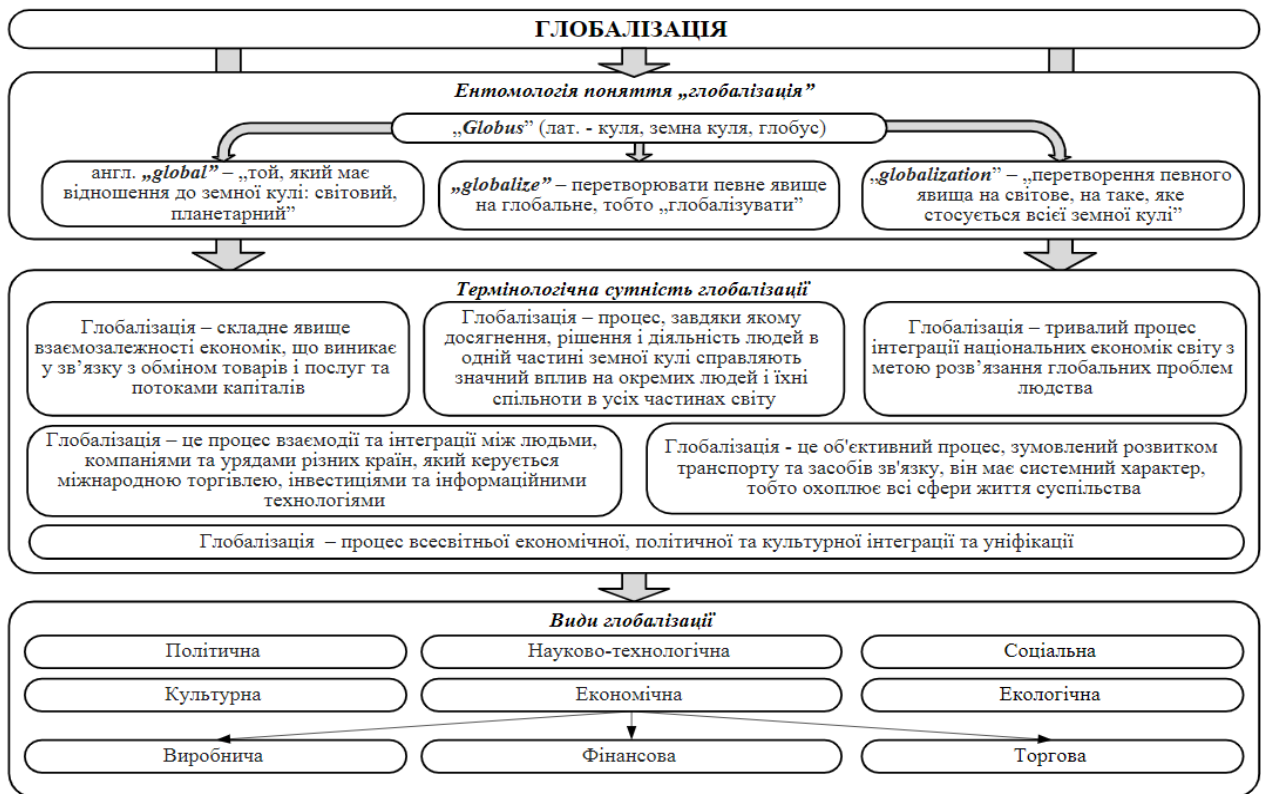 ГЛОБАЛІЗАЦІЯ
Ентомологія поняття „глобалізація”
„Globus” (лат. - куля, земна куля, глобус)
англ. „global” – „той, який має
відношення до земної кулі: світовий,
планетарний”
„globalize” – перетворювати певне явище
на глобальне, тобто „глобалізувати”
„globalization” – „перетворення певного
явища на світове, на таке, яке
стосується всієї земної кулі”
Термінологічна сутність глобалізації
Глобалізація – складне явище
взаємозалежності економік, що виникає
у зв’язку з обміном товарів і послуг та
потоками капіталів
Глобалізація – процес, завдяки якому
досягнення, рішення і діяльність людей в
одній частині земної кулі справляють
значний вплив на окремих людей і їхні
спільноти в усіх частинах світу
Глобалізація – тривалий процес
інтеграції національних економік світу з
метою розв’язання глобальних проблем
людства
Глобалізація – це процес взаємодії та інтеграції між людьми,
компаніями та урядами різних країн, який керується
міжнародною торгівлею, інвестиціями та інформаційними
технологіями
Глобалізація - це об'єктивний процес, зумовлений розвитком
транспорту та засобів зв'язку, він має системний характер,
тобто охоплює всі сфери життя суспільства
Глобалізація – процес всесвітньої економічної, політичної та культурної інтеграції та уніфікації
Види глобалізації
Політична
Науково-технологічна
Соціальна
Культурна
Економічна
Екологічна
Виробнича
Фінансова
Торгова